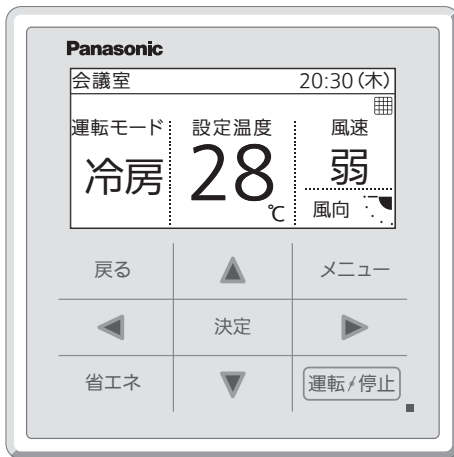 Panasonic
会議室 20:30(木)
運転モード 設定温度 風速
冷房 28℃ 弱
風向
戻る メニュー
決定
省エネ 運転/停止